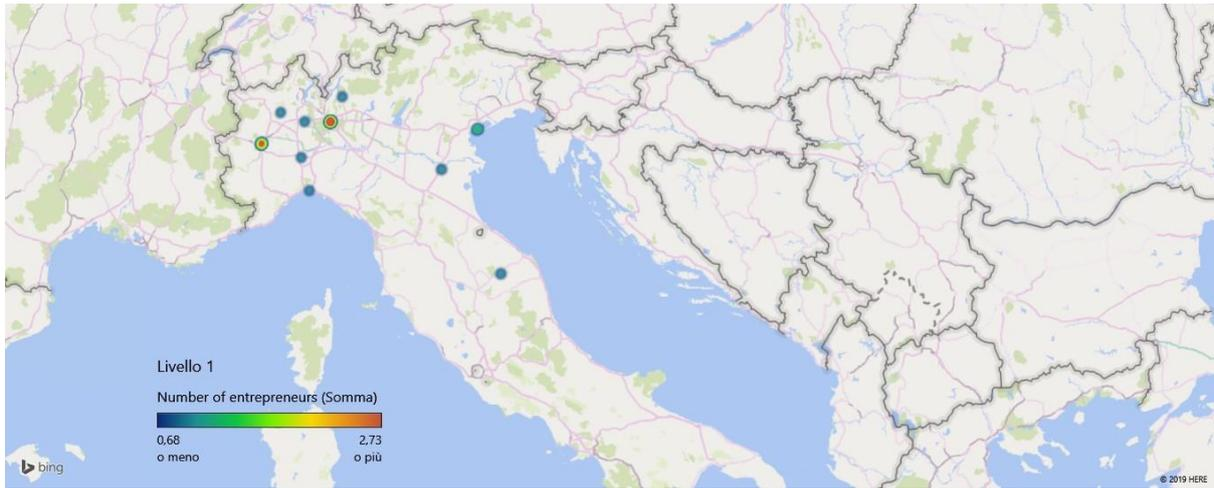 Livello 1
Number of entrepreneurs (Somma)
0,68 2,73
o meno o più
bing
© 2019 HERE